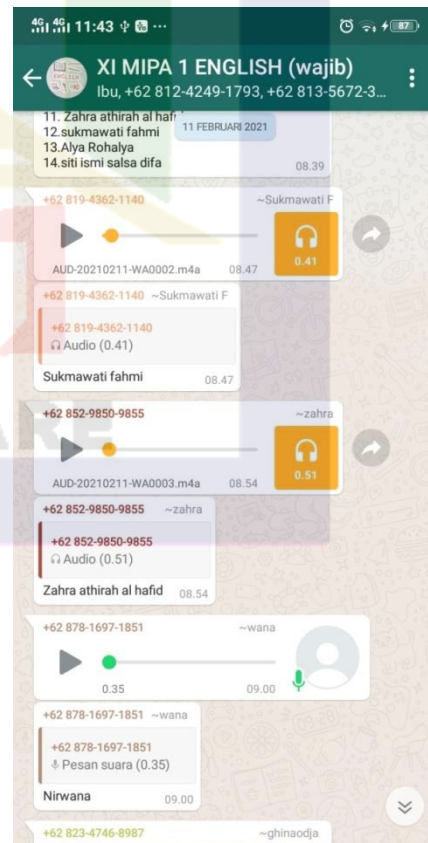 4G 4G 11:43 ... 87
XI MIPA 1 ENGLISH (wajib)
Ibu, +62 812-4249-1793, +62 813-5672-3...
11. Zahra athirah al hafi
11 FEBRUARI 2021
12.sukmawati fahmi
13.Alya Rohalya
14.siti ismi salsa difa
08.39
+62 819-4362-1140 ~Sukmawati F
0.41
AUD-20210211-WA0002.m4a 08.47
+62 819-4362-1140 ~Sukmawati F
+62 819-4362-1140
Audio (0.41)
Sukmawati fahmi 08.47
+62 852-9850-9855 ~zahra
0.51
AUD-20210211-WA0003.m4a 08.54
+62 852-9850-9855 ~zahra
+62 852-9850-9855
Audio (0.51)
Zahra athirah al hafid 08.54
+62 878-1697-1851 ~wana
0.35 09.00
+62 878-1697-1851 ~wana
+62 878-1697-1851
Pesan suara (0.35)
Nirwana 09.00
+62 823-4746-8987 ~ghinaodja